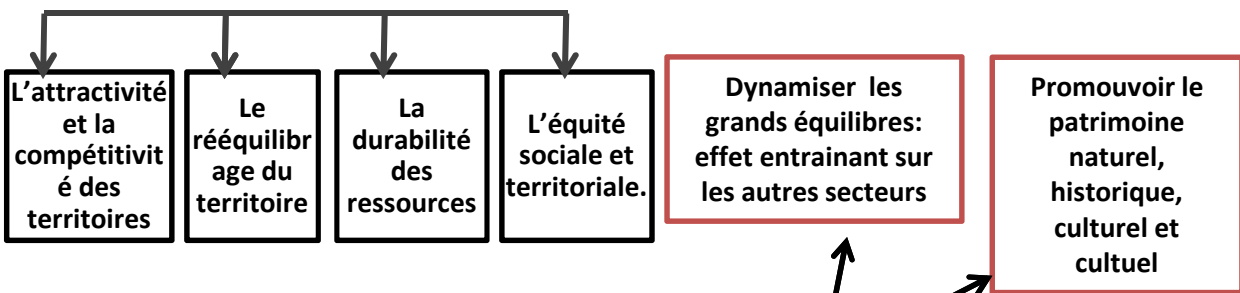 L'attractivité
et la
compétitivit
é des
territoires
Le
rééquilibr
age du
territoire
La
durabilité
des
ressources
L'équité
sociale et
territoriale.
Dynamiser  les
grands équilibres:
effet entrainant sur
les autres secteurs
Promouvoir le
patrimoine
naturel,
historique,
culturel et
cultuel